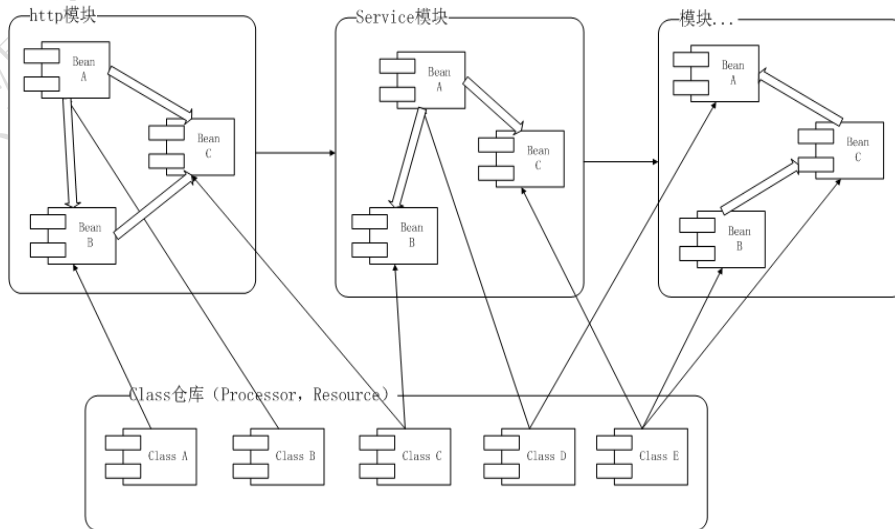 http模块
Bean
A
Bean
C
Bean
B
Service模块
Bean
A
Bean
C
Bean
B
模块...
Bean
A
Bean
C
Bean
B
Class仓库（Processor，Resource）
Class A
Class B
Class C
Class D
Class E